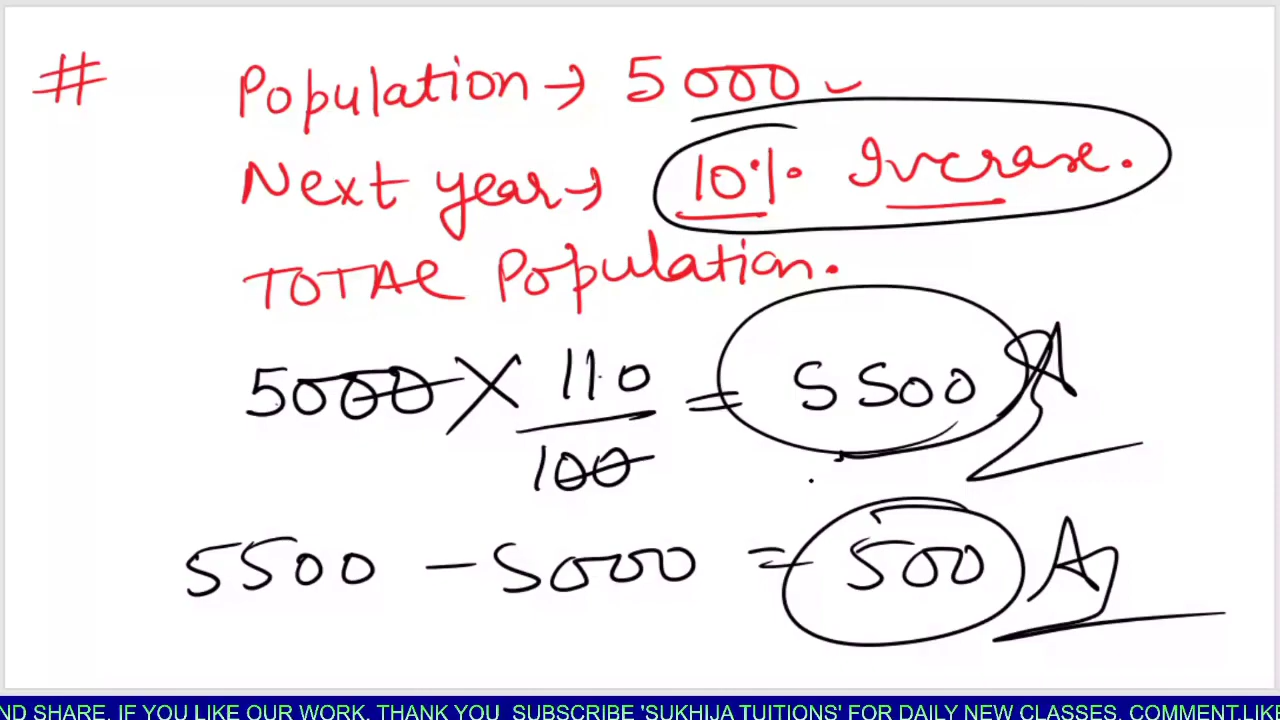 # Population → 5000
Next year → 10% Increase.
TOTAL Population.
5000 × 110/100 = 5500 A
5500 - 5000 = 500 A
ND SHARE. IF YOU LIKE OUR WORK. THANK YOU SUBSCRIBE 'SUKHIJA TUITIONS' FOR DAILY NEW CLASSES. COMMENT LIKE